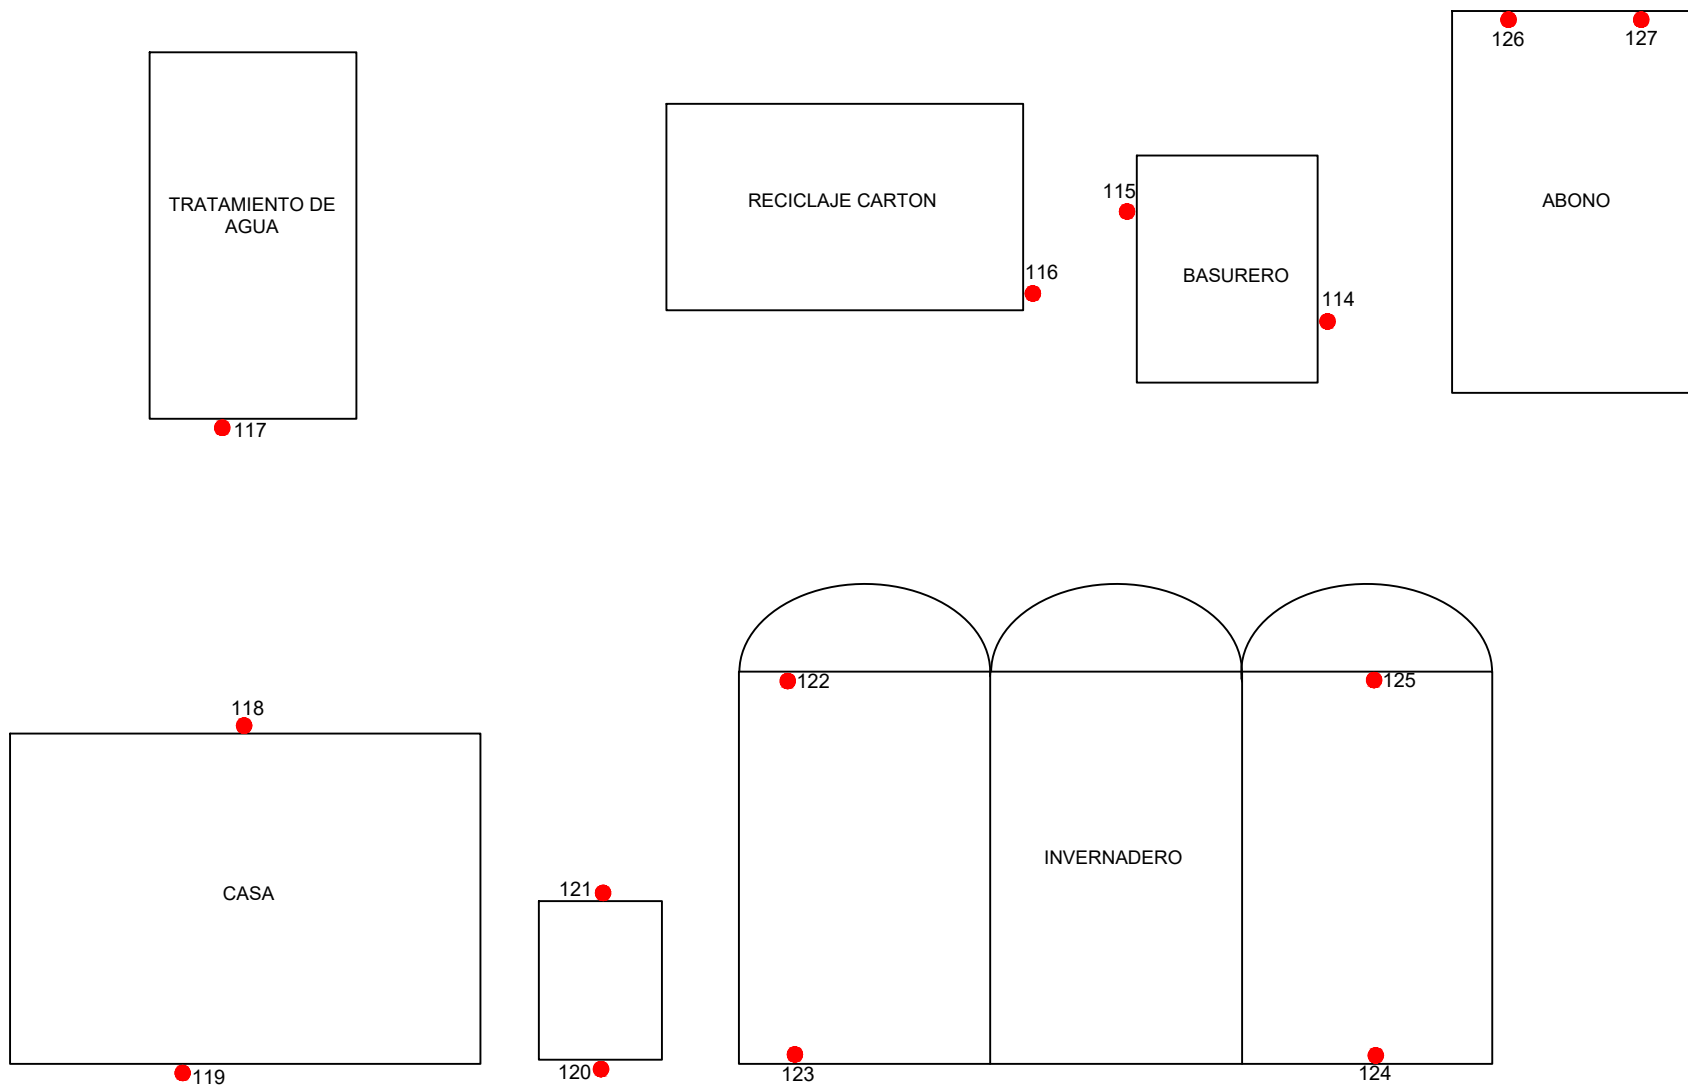 126
127
TRATAMIENTO DE
AGUA
RECICLAJE CARTON
115
ABONO
116
BASURERO
114
117
122
125
118
INVERNADERO
CASA
121
119
120
123
124